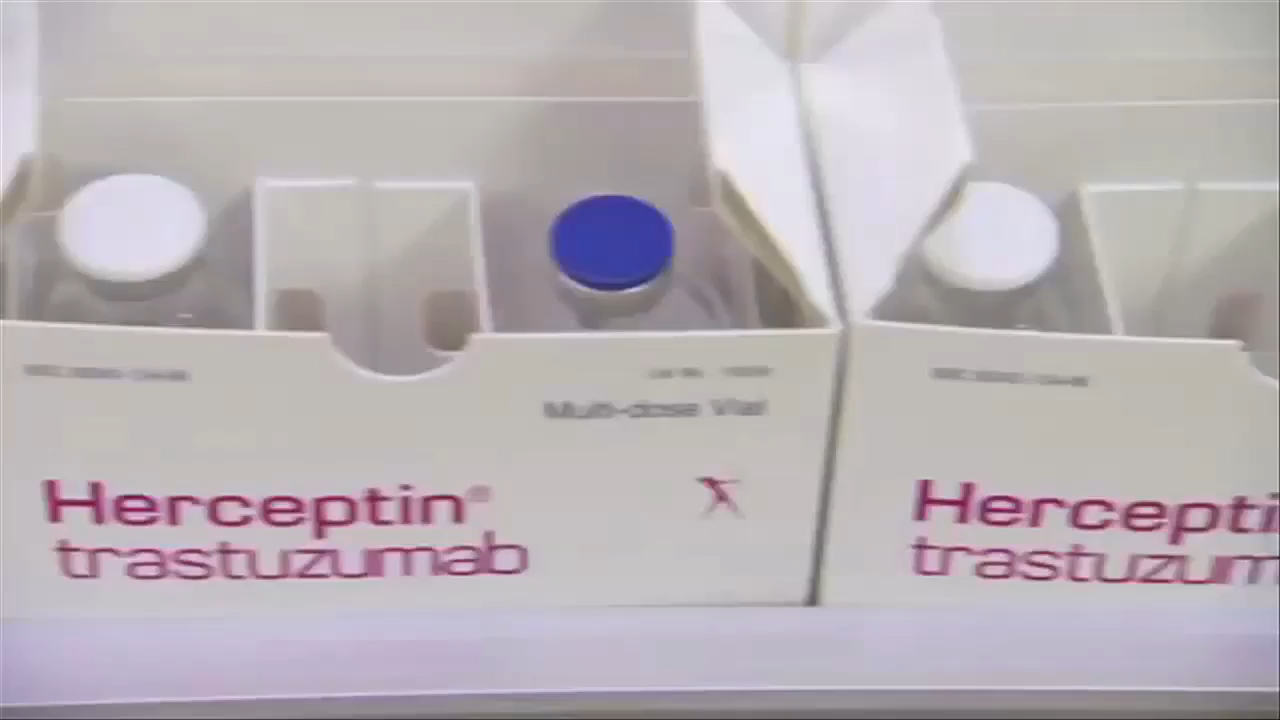 Multi-dose Vial
Herceptin®
trastuzumab
Hercepti
trastuzum